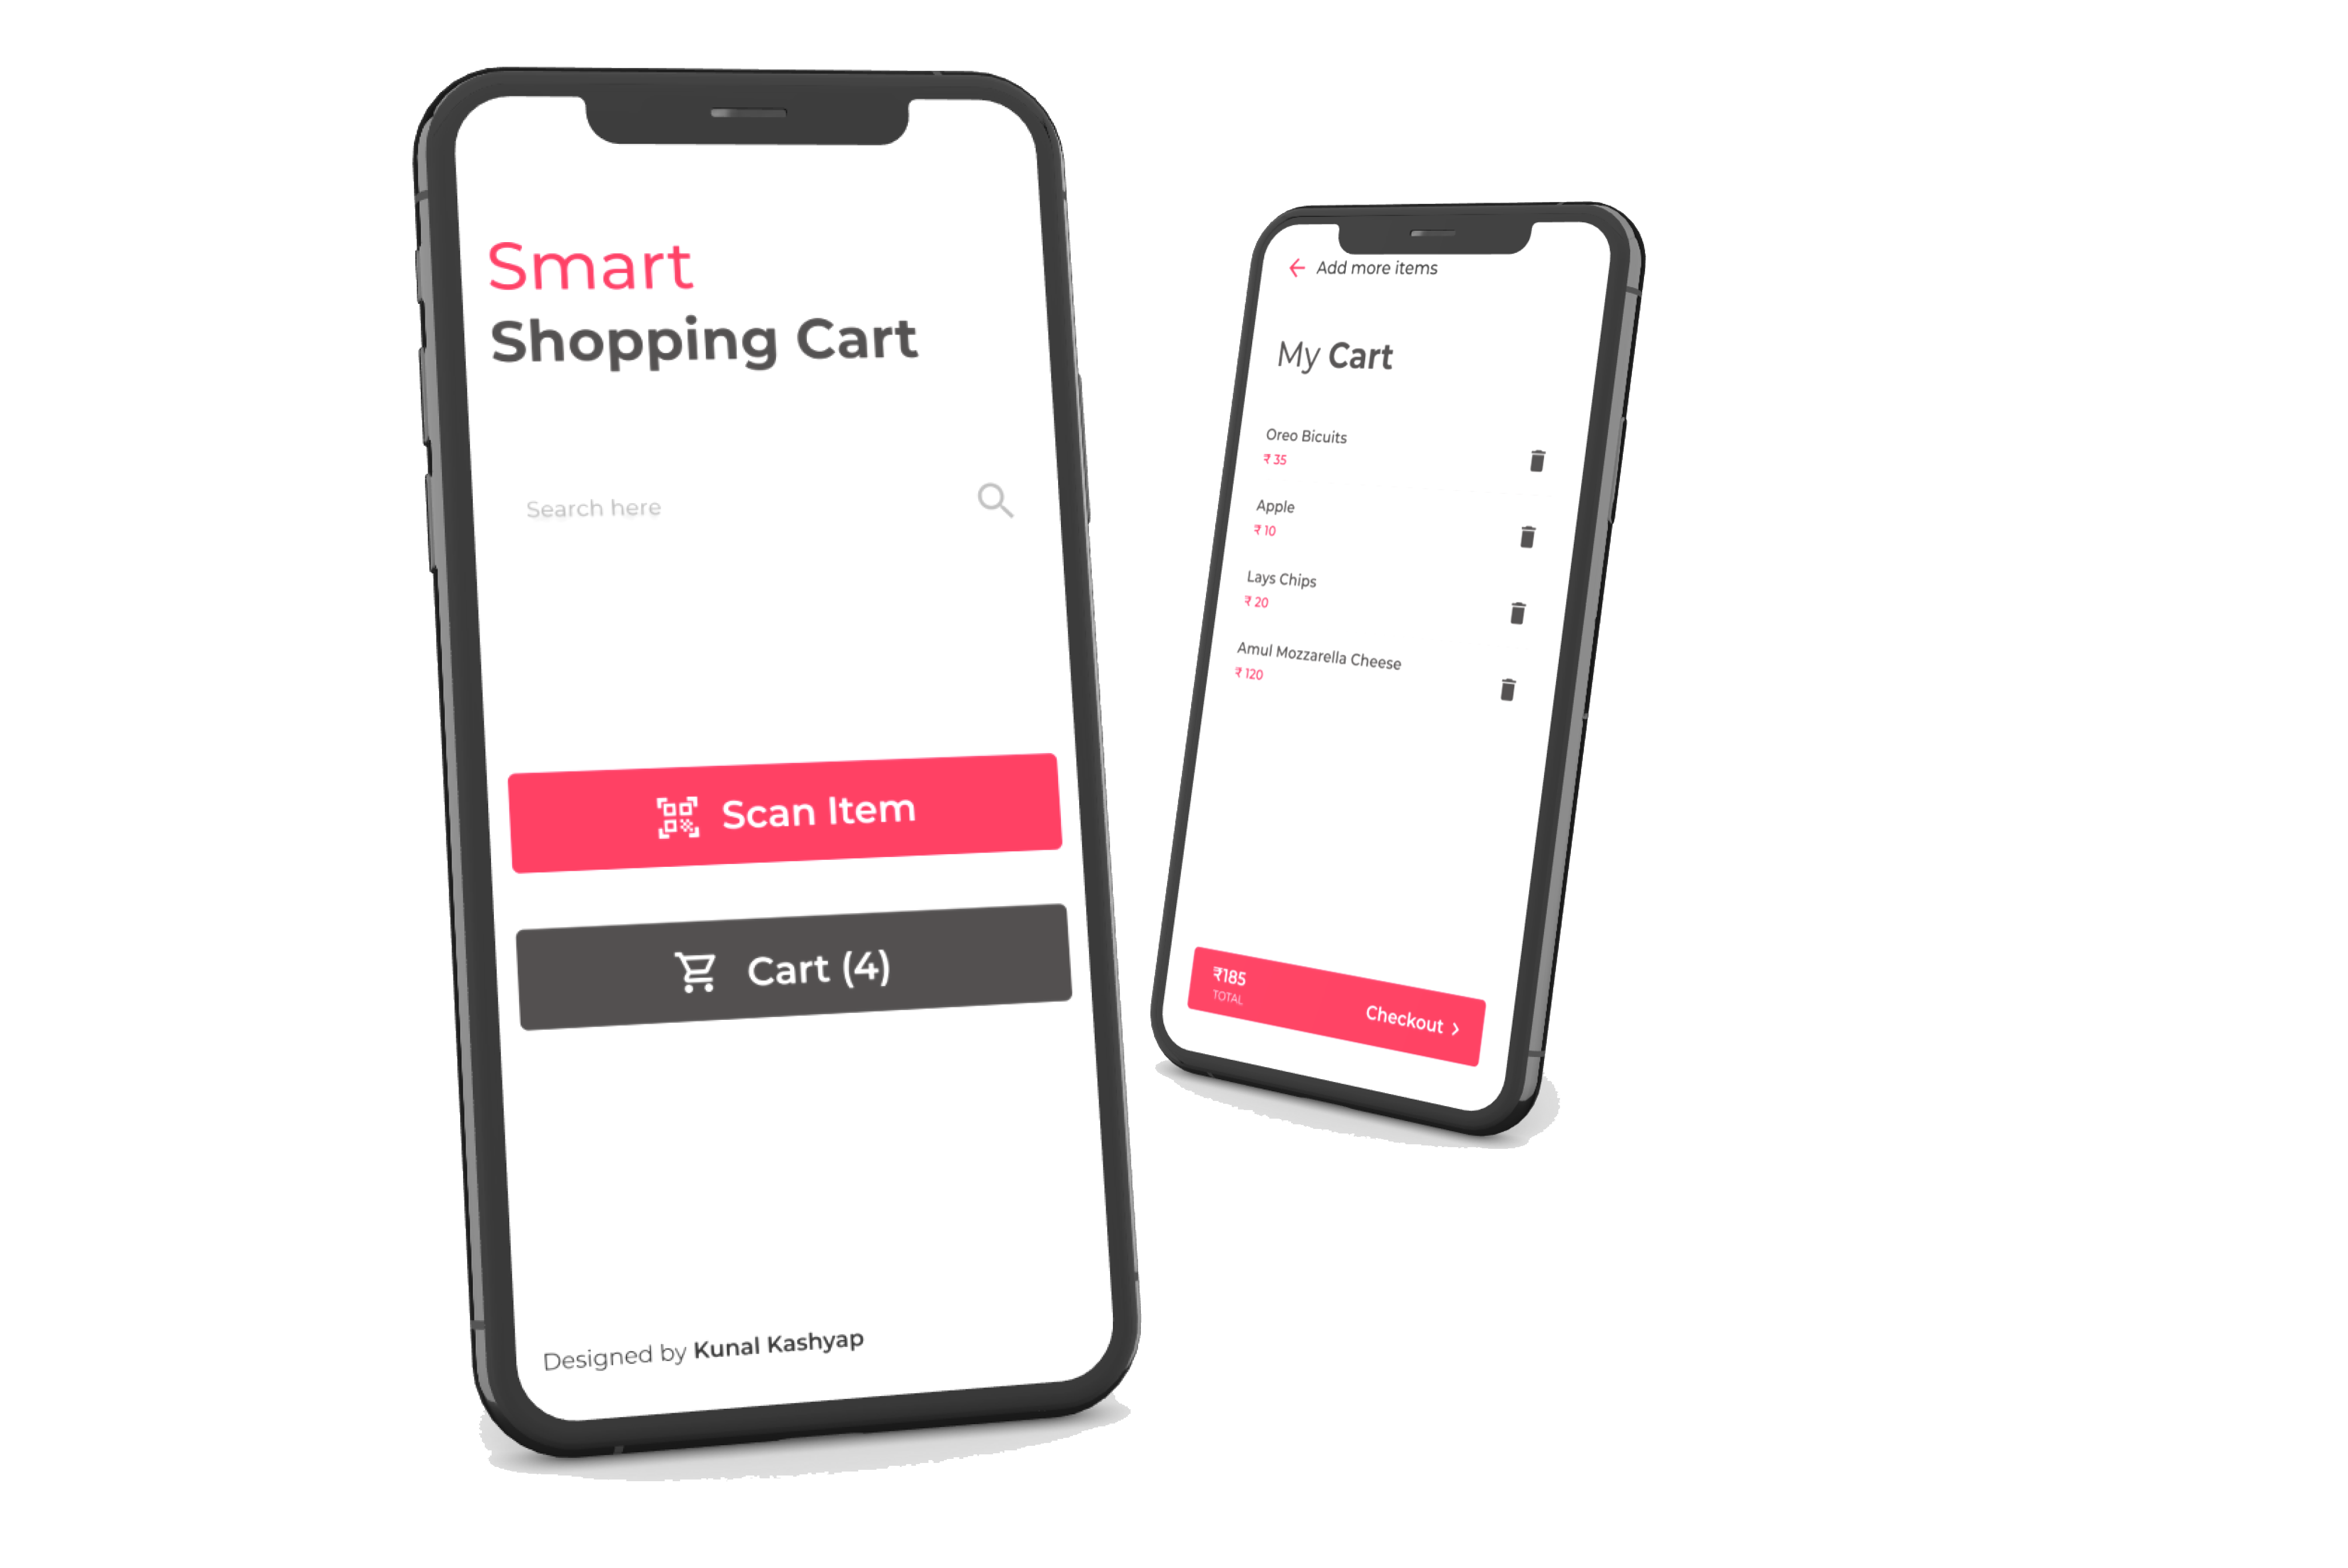 Smart
Shopping Cart
Search here
Scan Item
Cart (4)
Designed by Kunal Kashyap
Add more items
My Cart
Oreo Bicuits
₹ 35
Apple
₹ 10
Lays Chips
₹ 20
Amul Mozzarella Cheese
₹ 120
₹185
TOTAL
Checkout